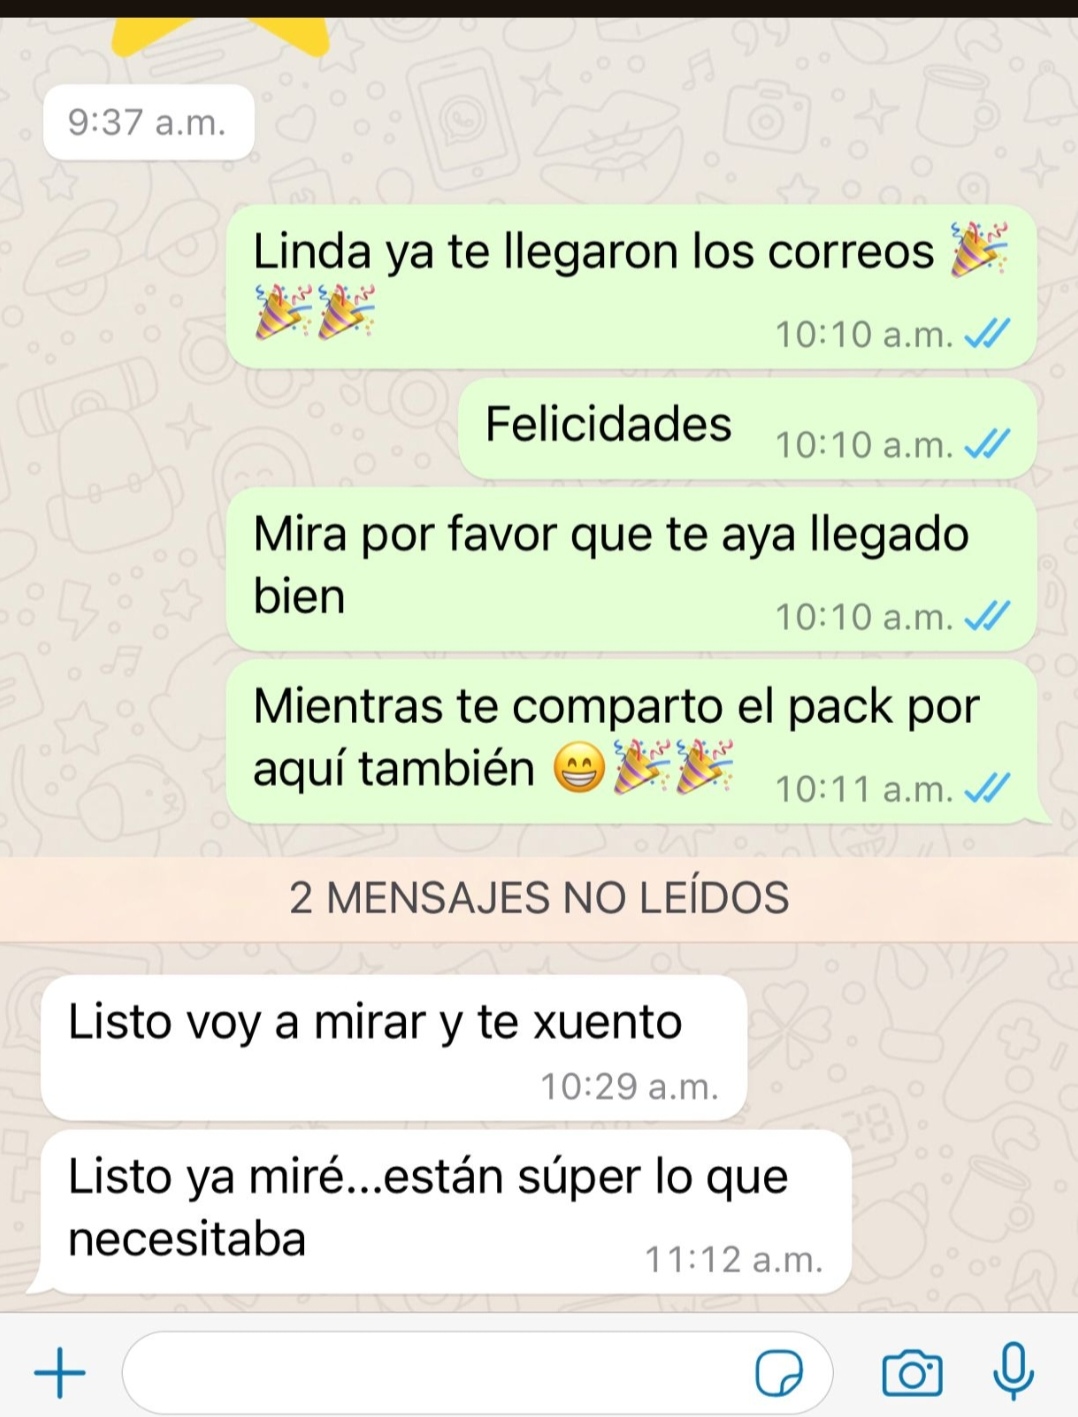 9:37 a.m.
Linda ya te llegaron los correos 🎉
🎉🎉
10:10 a.m.
Felicidades
10:10 a.m.
Mira por favor que te aya llegado
bien
10:10 a.m.
Mientras te comparto el pack por
aquí también 😁🎉🎉
10:11 a.m.
2 MENSAJES NO LEÍDOS
Listo voy a mirar y te xuento
10:29 a.m.
Listo ya miré...están súper lo que
necesitaba
11:12 a.m.